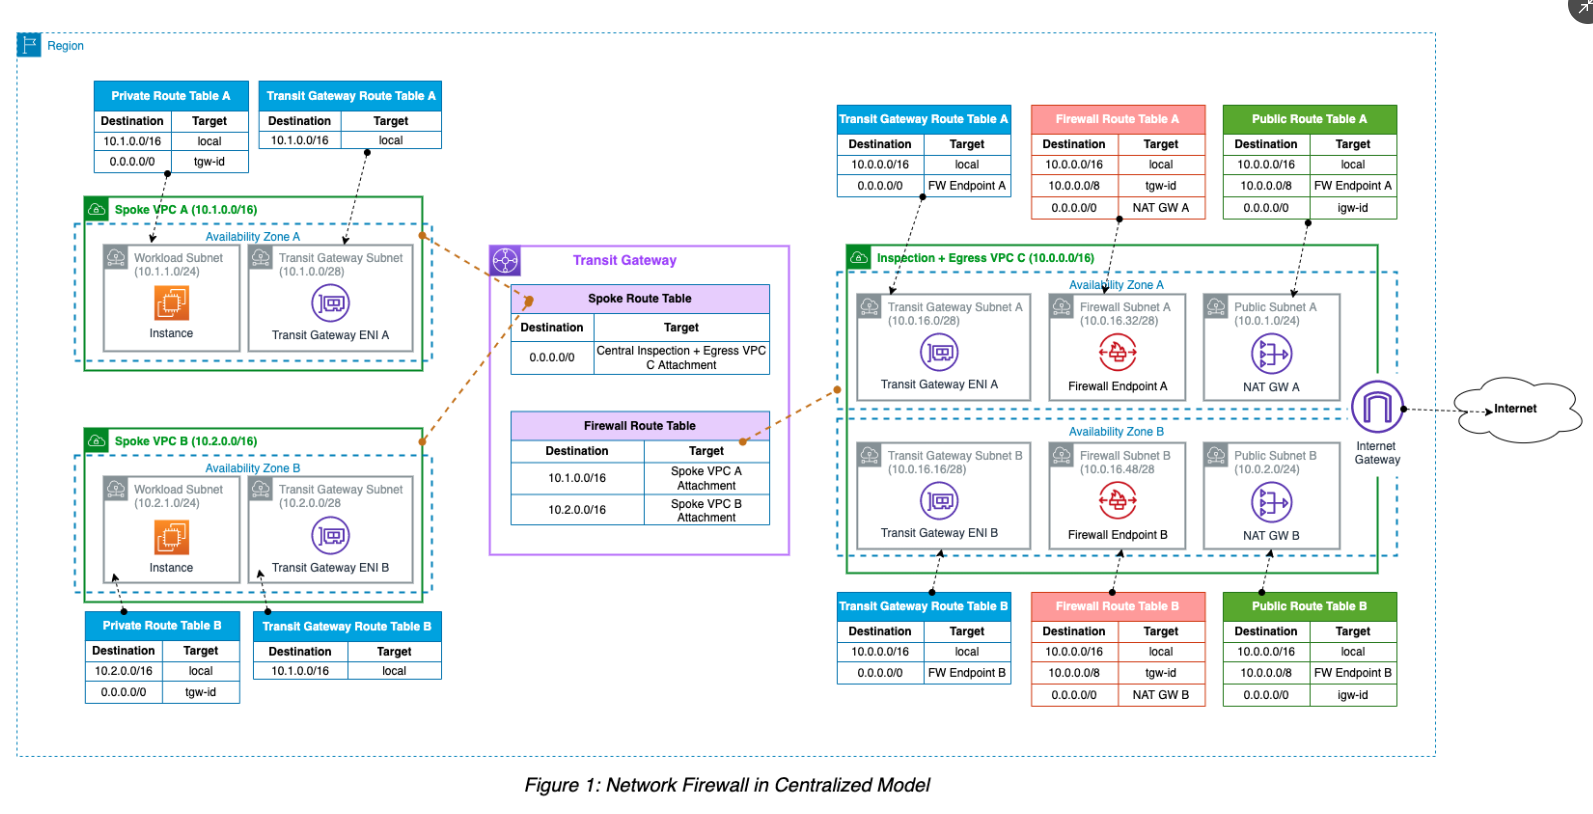 Region
Private Route Table A
Destination Target
10.1.0.0/16 local
0.0.0.0/0 tgw-id
Transit Gateway Route Table A
Destination Target
10.1.0.0/16 local
Spoke VPC A (10.1.0.0/16)
Availability Zone A
Workload Subnet
(10.1.1.0/24)
Instance
Transit Gateway Subnet
(10.1.0.0/28)
Transit Gateway ENI A
Spoke VPC B (10.2.0.0/16)
Availability Zone B
Workload Subnet
(10.2.1.0/24)
Instance
Transit Gateway Subnet
(10.2.0.0/28
Transit Gateway ENI B
Private Route Table B
Destination Target
10.2.0.0/16 local
0.0.0.0/0 tgw-id
Transit Gateway Route Table B
Destination Target
10.1.0.0/16 local
Transit Gateway
Spoke Route Table
Destination Target
0.0.0.0/0 Central Inspection + Egress VPC
C Attachment
Firewall Route Table
Destination Target
10.1.0.0/16 Spoke VPC A
Attachment
10.2.0.0/16 Spoke VPC B
Attachment
Transit Gateway Route Table A
Destination Target
10.0.0.0/16 local
0.0.0.0/0 FW Endpoint A
Firewall Route Table A
Destination Target
10.0.0.0/16 local
10.0.0.0/8 tgw-id
0.0.0.0/0 NAT GW A
Public Route Table A
Destination Target
10.0.0.0/16 local
10.0.0.0/8 FW Endpoint A
0.0.0.0/0 igw-id
Inspection + Egress VPC C (10.0.0.0/16)
Availability Zone A
Transit Gateway Subnet A
(10.0.16.0/28)
Transit Gateway ENI A
Firewall Subnet A
(10.0.16.32/28)
Firewall Endpoint A
Public Subnet A
(10.0.1.0/24)
NAT GW A
Availability Zone B
Transit Gateway Subnet B
(10.0.16.16/28)
Transit Gateway ENI B
Firewall Subnet B
(10.0.16.48/28
Firewall Endpoint B
Public Subnet B
(10.0.2.0/24)
NAT GW B
Internet
Gateway
Internet
Transit Gateway Route Table B
Destination Target
10.0.0.0/16 local
0.0.0.0/0 FW Endpoint B
Firewall Route Table B
Destination Target
10.0.0.0/16 local
10.0.0.0/8 tgw-id
0.0.0.0/0 NAT GW B
Public Route Table B
Destination Target
10.0.0.0/16 local
10.0.0.0/8 FW Endpoint B
0.0.0.0/0 igw-id
Figure 1: Network Firewall in Centralized Model